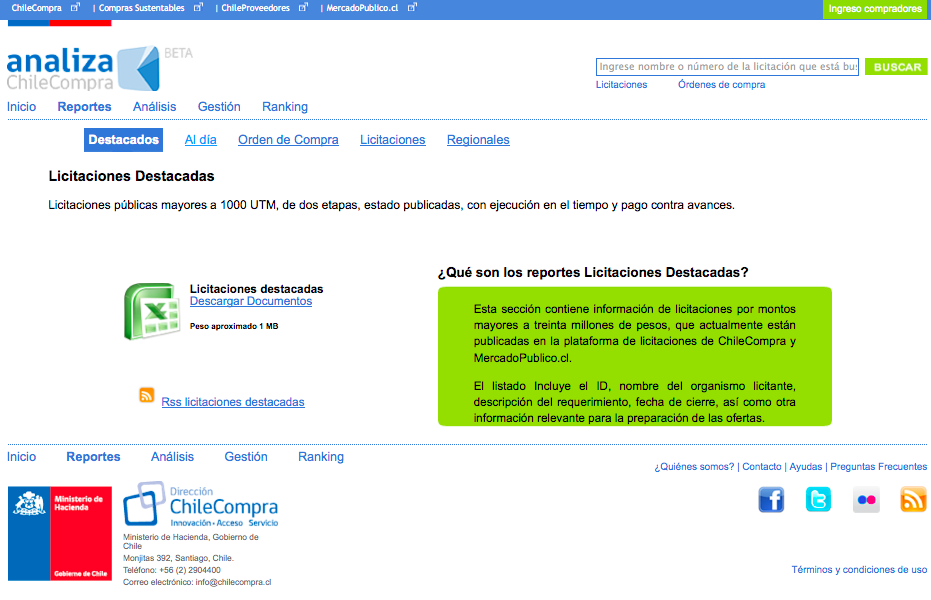 ChileCompra | Compras Sustentables | ChileProveedores | MercadoPublico.cl Ingreso compradores
analiza BETA
ChileCompra
Ingrese nombre o número de la licitación que está bus BUSCAR
Licitaciones Órdenes de compra
Inicio Reportes Análisis Gestión Ranking
Destacados Al día Orden de Compra Licitaciones Regionales
Licitaciones Destacadas
Licitaciones públicas mayores a 1000 UTM, de dos etapas, estado publicadas, con ejecución en el tiempo y pago contra avances.
¿Qué son los reportes Licitaciones Destacadas?
Licitaciones destacadas
Descargar Documentos
Peso aproximado 1 MB
Rss licitaciones destacadas
Esta sección contiene información de licitaciones por montos
mayores a treinta millones de pesos, que actualmente están
publicadas en la plataforma de licitaciones de ChileCompra y
MercadoPublico.cl.
El listado Incluye el ID, nombre del organismo licitante,
descripción del requerimiento, fecha de cierre, así como otra
información relevante para la preparación de las ofertas.
Inicio Reportes Análisis Gestión Ranking
¿Quiénes somos? | Contacto | Ayudas | Preguntas Frecuentes
Ministerio de
Hacienda
Gobierno de Chile
Dirección
ChileCompra
Innovación • Acceso Servicio
Ministerio de Hacienda, Gobierno de
Chile
Monjitas 392, Santiago, Chile.
Teléfono: +56 (2) 2904400
Correo electrónico: info@chilecompra.cl
Términos y condiciones de uso